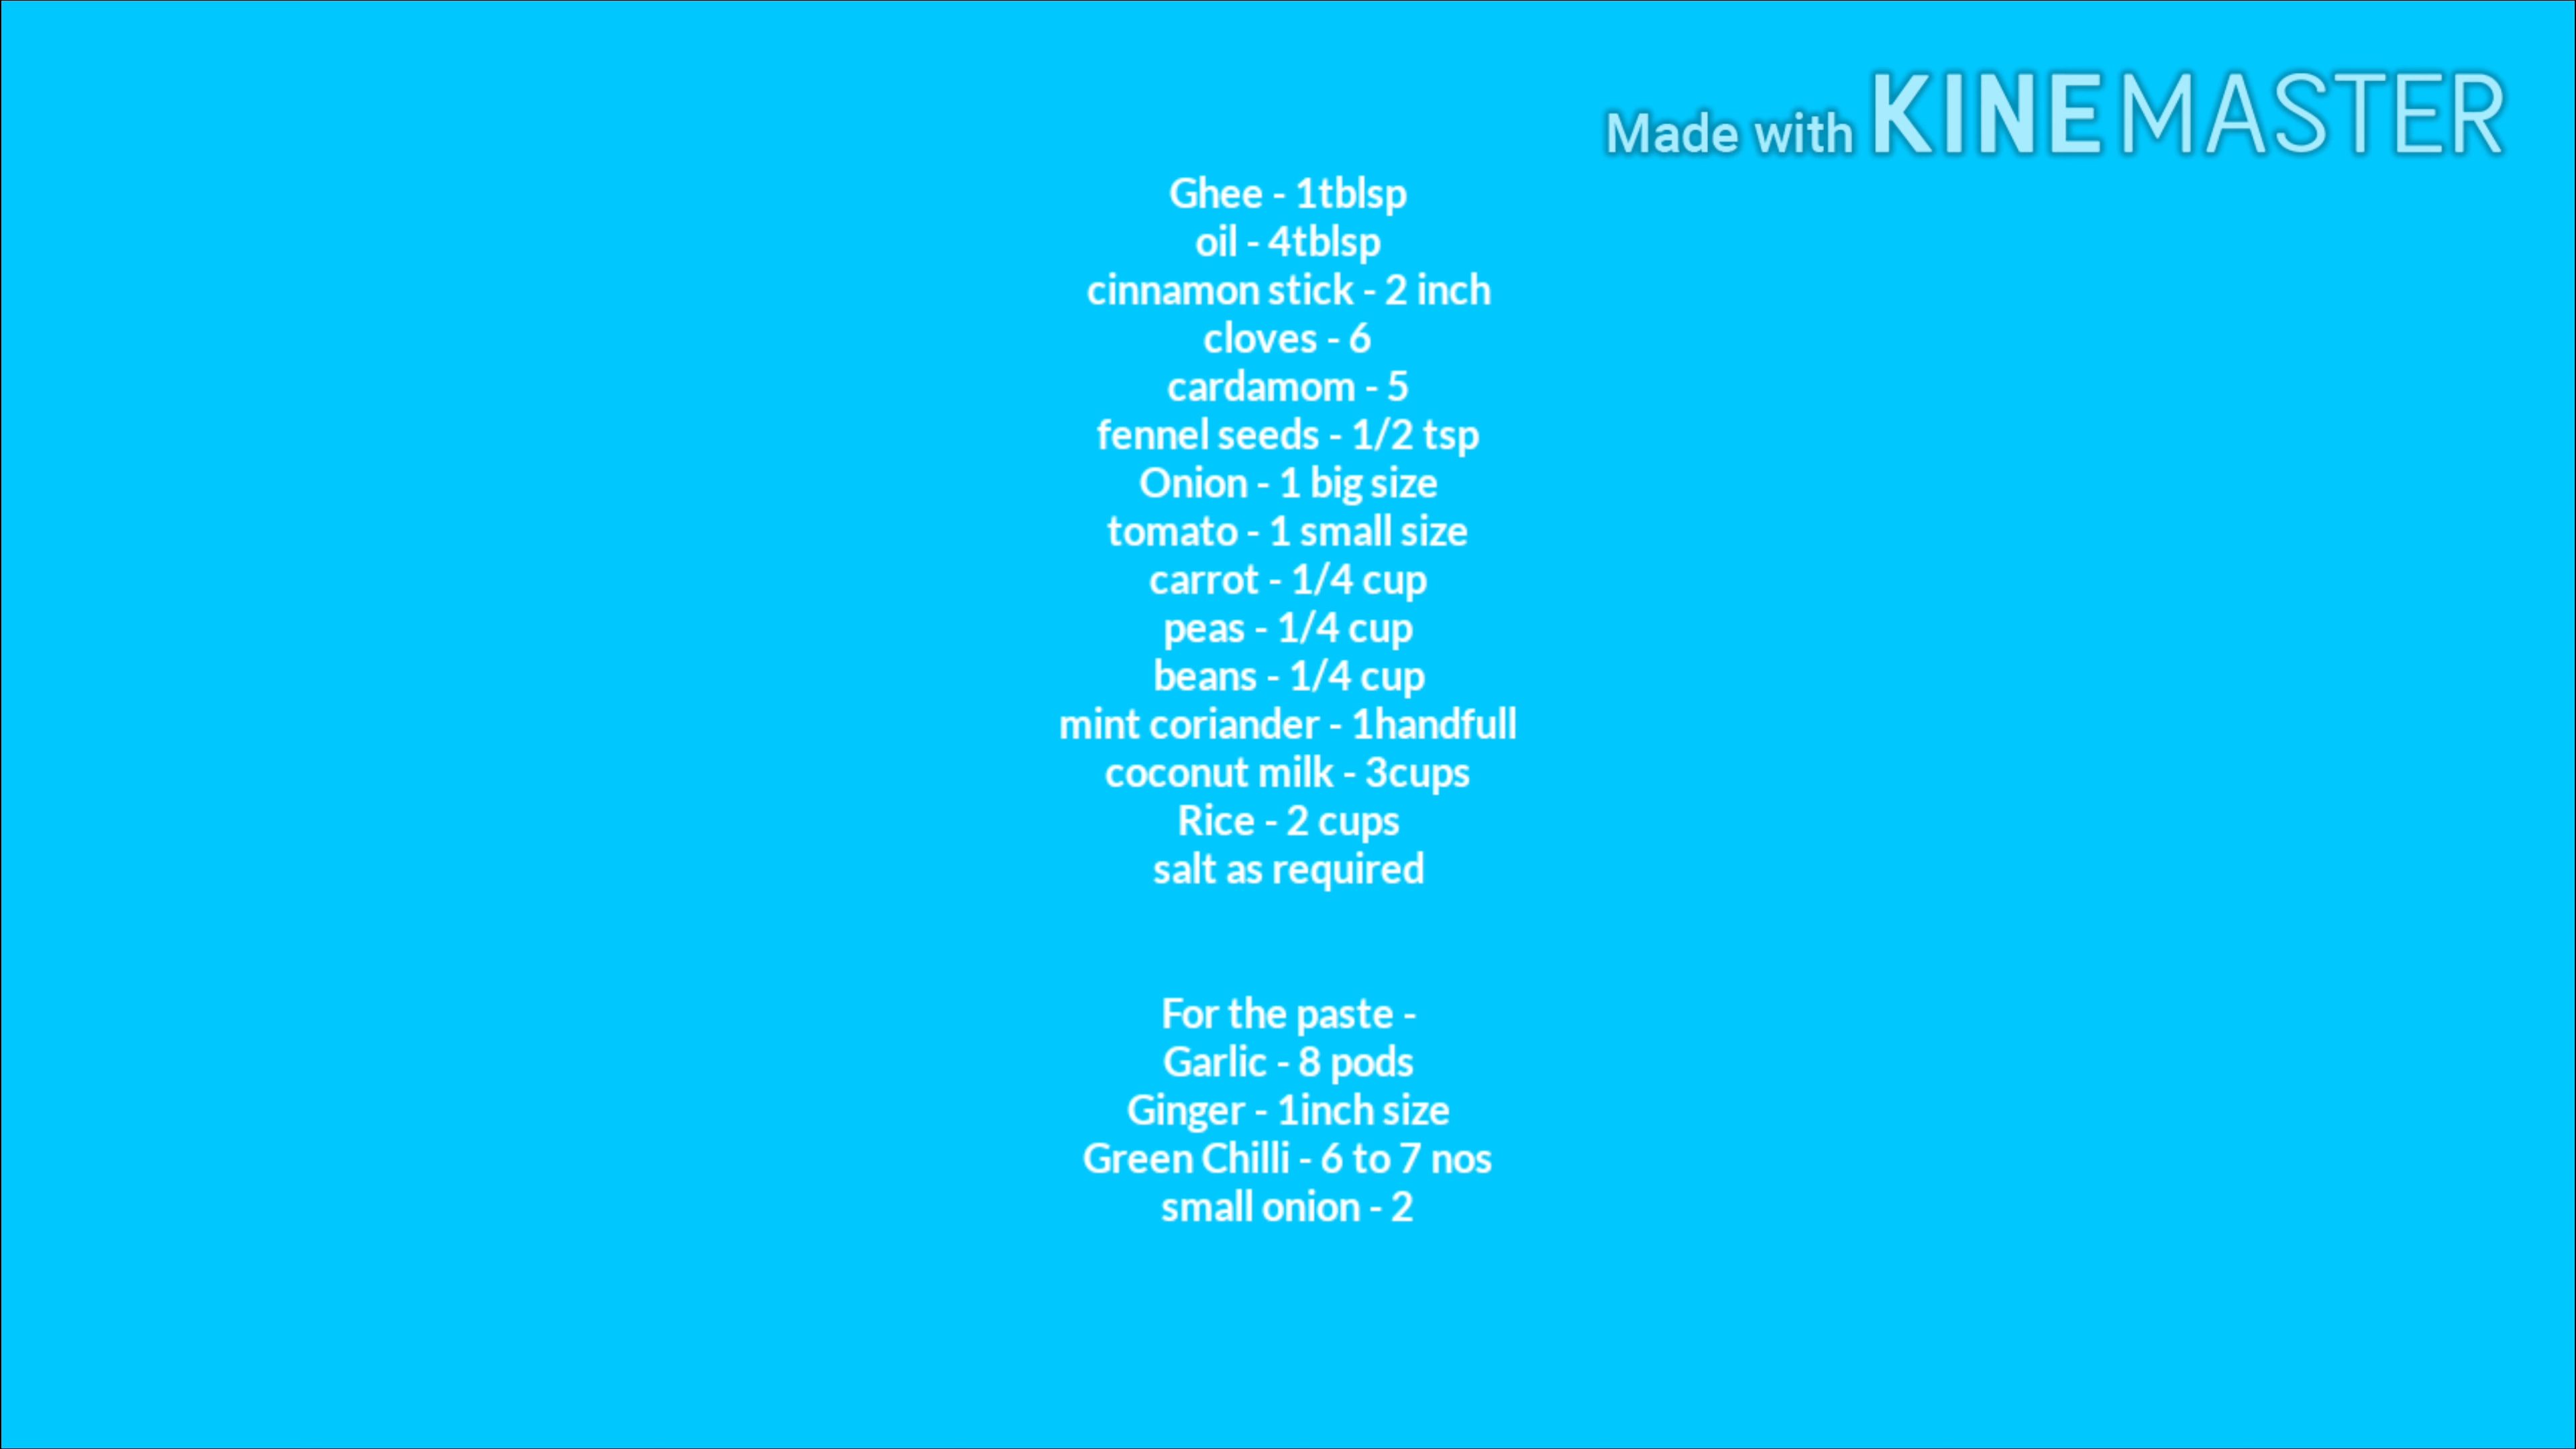 Made with KINEMASTER
Ghee - 1tblsp
oil - 4tblsp
cinnamon stick - 2 inch
cloves - 6
cardamom - 5
fennel seeds - 1/2 tsp
Onion - 1 big size
tomato - 1 small size
carrot - 1/4 cup
peas - 1/4 cup
beans - 1/4 cup
mint coriander - 1handfull
coconut milk - 3cups
Rice - 2 cups
salt as required
For the paste -
Garlic - 8 pods
Ginger - 1inch size
Green Chilli - 6 to 7 nos
small onion - 2